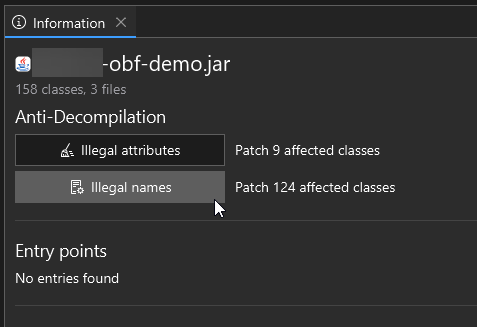 Information
-obf-demo.jar
158 classes, 3 files
Anti-Decompilation
Illegal attributes Patch 9 affected classes
Illegal names Patch 124 affected classes
Entry points
No entries found